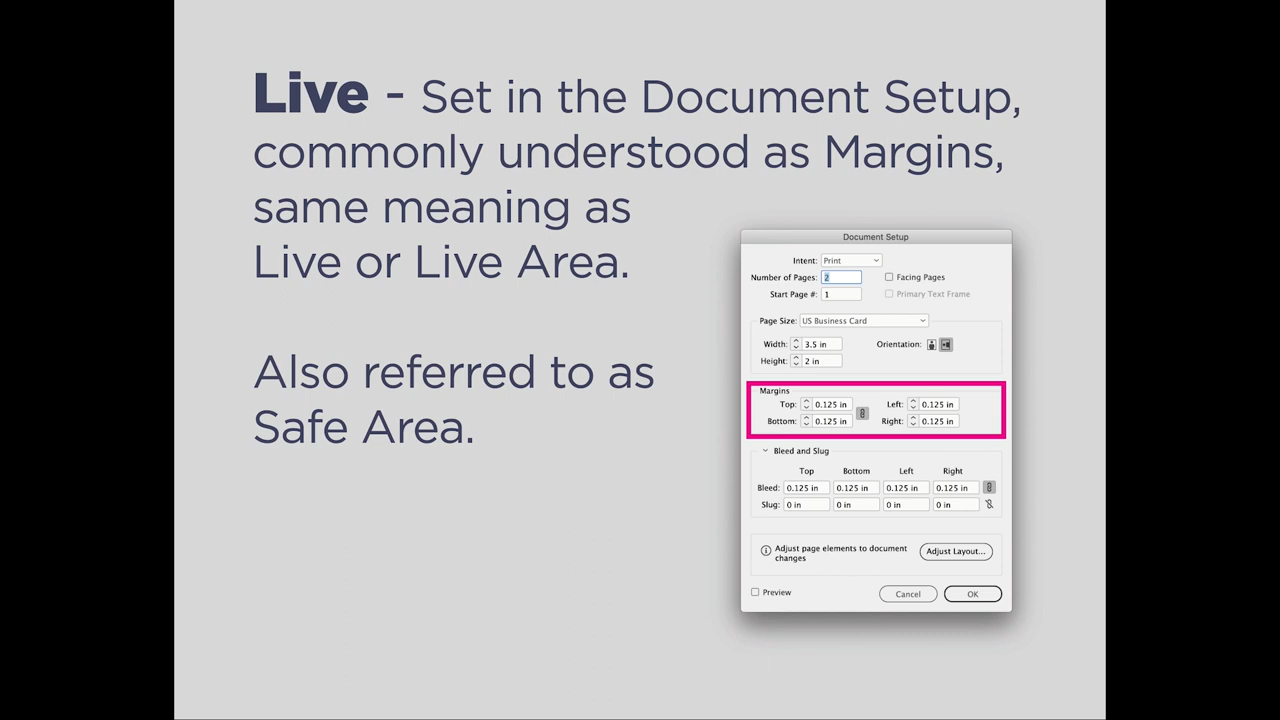 Live - Set in the Document Setup,
commonly understood as Margins,
same meaning as
Live or Live Area.
Also referred to as
Safe Area.
Document Setup
Intent: Print
Number of Pages: 2 Facing Pages
Start Page #: 1 Primary Text Frame
Page Size: US Business Card
Width: 3.5 in Orientation:
Height: 2 in
Margins
Top: 0.125 in Left: 0.125 in
Bottom: 0.125 in Right: 0.125 in
Bleed and Slug
Top Bottom Left Right
Bleed: 0.125 in 0.125 in 0.125 in 0.125 in
Slug: 0 in 0 in 0 in 0 in
Adjust page elements to document
changes
Adjust Layout...
Preview Cancel OK